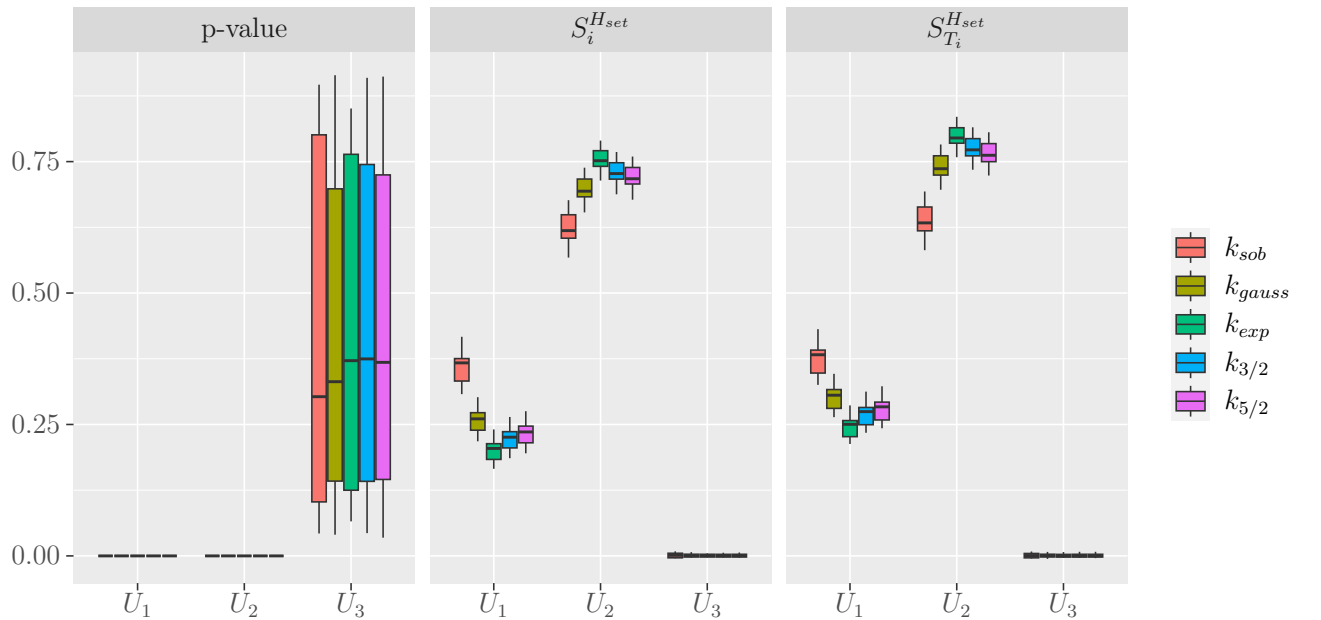 p-value
$S_i^{H_{set}}$
$S_{T_i}^{H_{set}}$
0.75
0.50
0.25
0.00
$U_1$ $U_2$ $U_3$
$U_1$ $U_2$ $U_3$
$U_1$ $U_2$ $U_3$
$k_{sob}$
$k_{gauss}$
$k_{exp}$
$k_{3/2}$
$k_{5/2}$